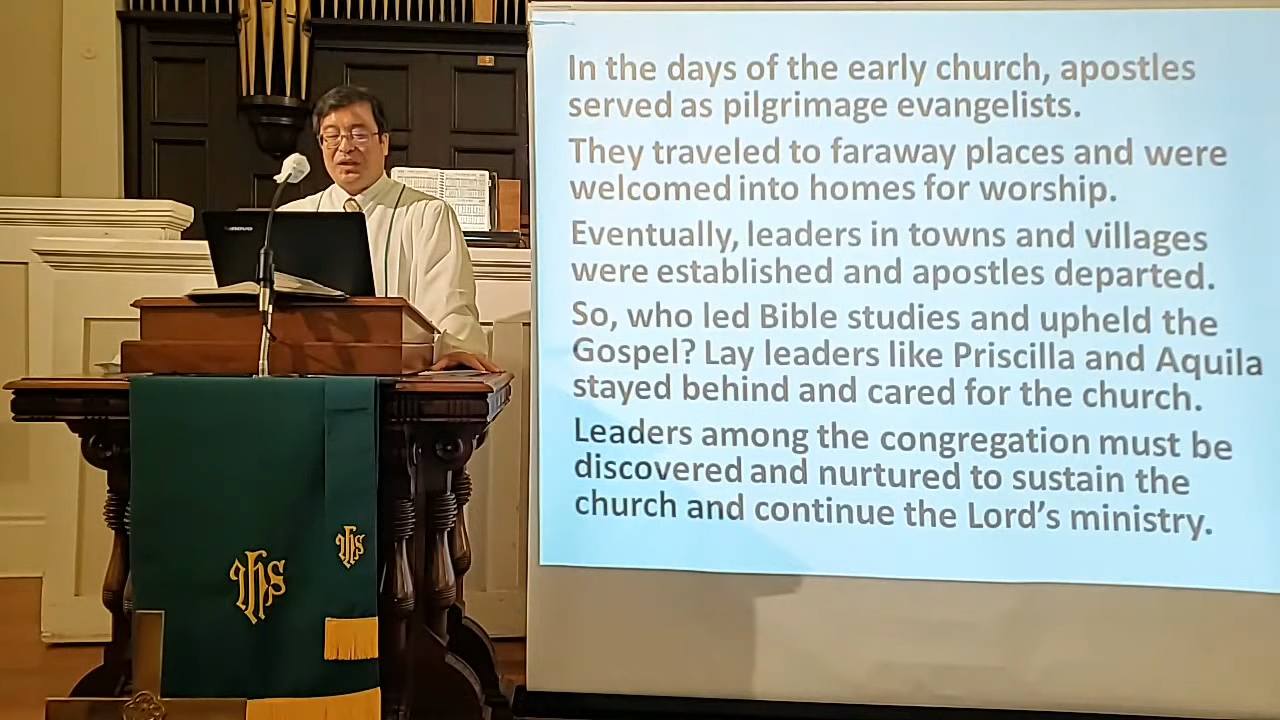 In the days of the early church, apostles
served as pilgrimage evangelists.
They traveled to faraway places and were
welcomed into homes for worship.
Eventually, leaders in towns and villages
were established and apostles departed.
So, who led Bible studies and upheld the
Gospel? Lay leaders like Priscilla and Aquila
stayed behind and cared for the church.
Leaders among the congregation must be
discovered and nurtured to sustain the
church and continue the Lord's ministry.
lenovo
ihs
ihs